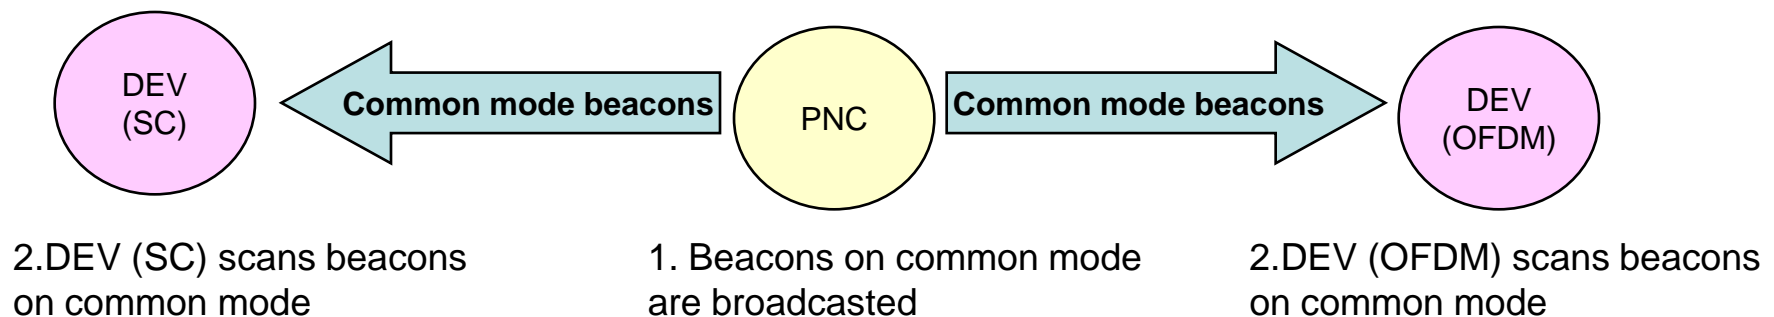 DEV
(SC)
Common mode beacons
PNC
Common mode beacons
DEV
(OFDM)
2.DEV (SC) scans beacons
on common mode
1. Beacons on common mode
are broadcasted
2.DEV (OFDM) scans beacons
on common mode